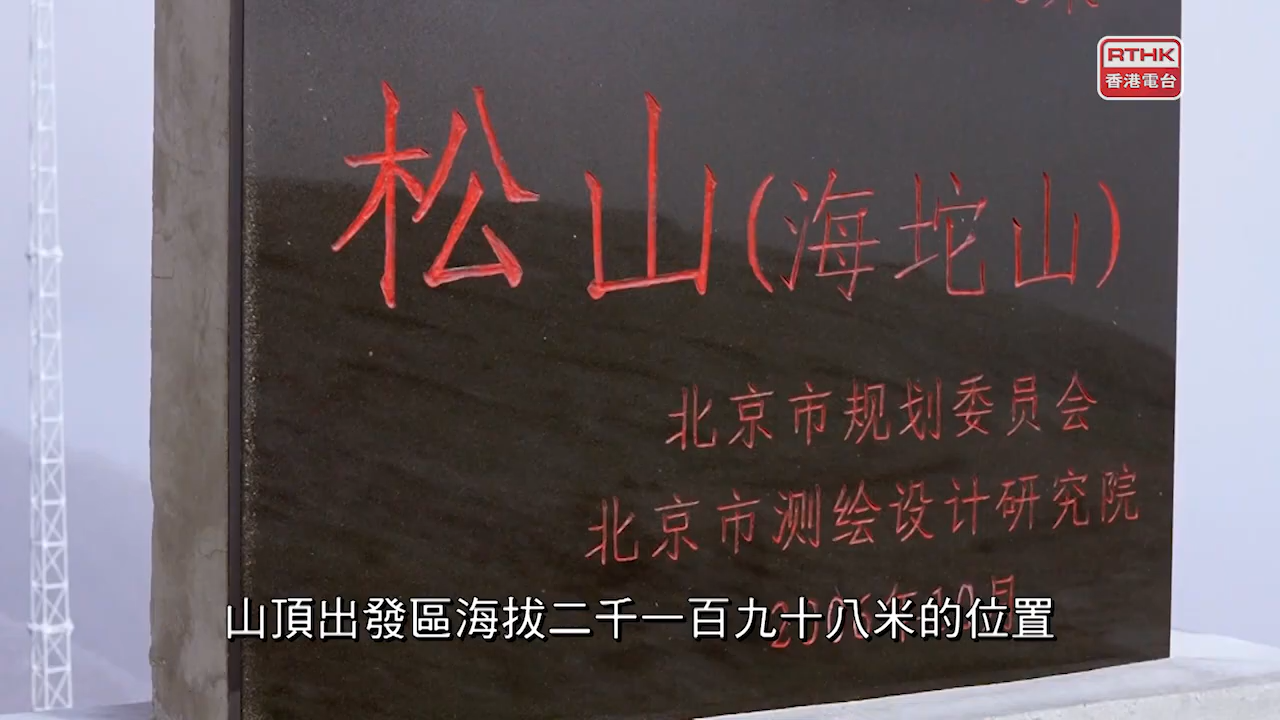 RTHK
香港電台
松山(海坨山)
北京市规划委员会
北京市测绘设计研究院
山頂出發區海拔二千一百九十八米的位置